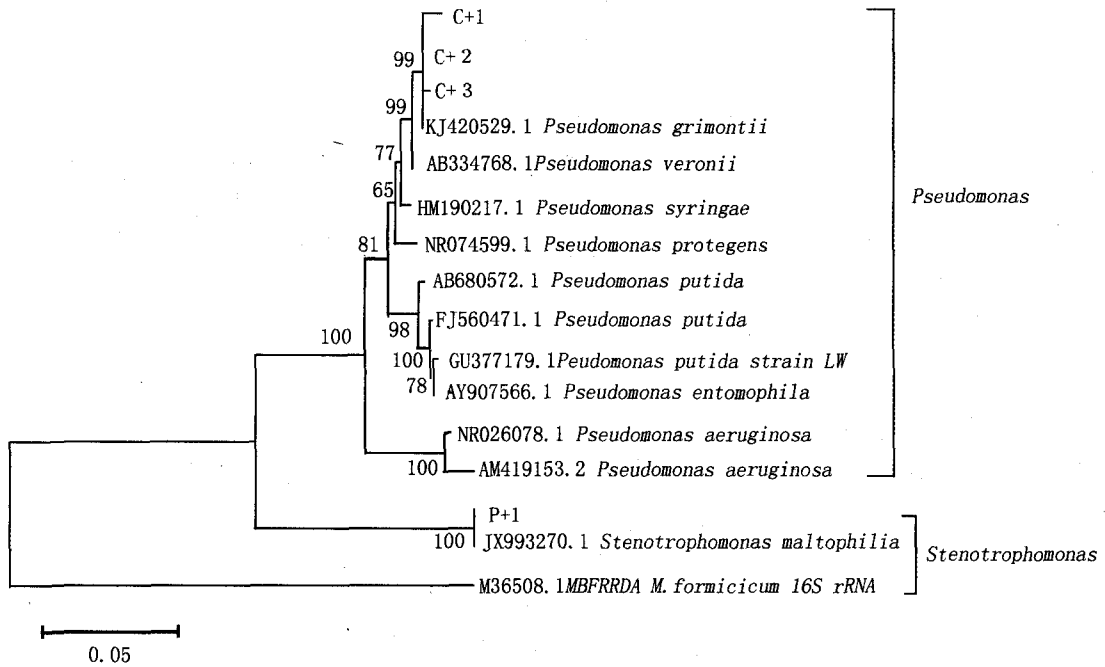 C+1
99
C+ 2
C+ 3
99
KJ420529. 1 Pseudomonas grimontii
77
AB334768. 1Pseudomonas veronii
65
Pseudomonas
HM190217. 1 Pseudomonas syringae
81
NR074599. 1 Pseudomonas protegens
AB680572. 1 Pseudomonas putida
98
FJ560471. 1 Pseudomonas putida
100
100
GU377179. 1Peudomonas putida strain LW
78
AY907566. 1 Pseudomonas entomophila
NR026078. 1 Pseudomonas aeruginosa
100
AM419153. 2 Pseudomonas aeruginosa
P+1
100
JX993270. 1 Stenotrophomonas maltophilia
Stenotrophomonas
M36508. 1MBFRRDA M. formicicum 16S rRNA
0.05